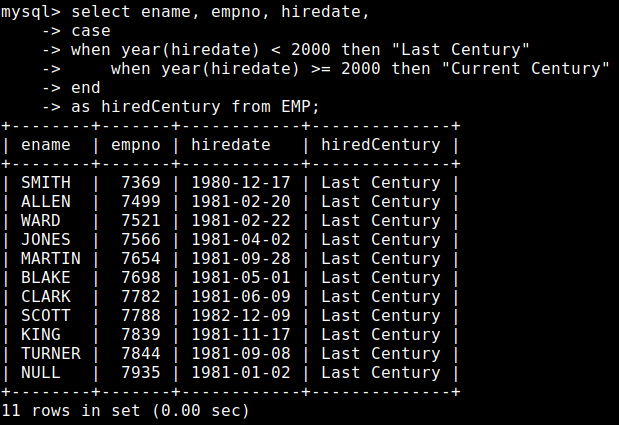 mysql> select ename, empno, hiredate,
    -> case
    -> when year(hiredate) < 2000 then "Last Century"
    ->     when year(hiredate) >= 2000 then "Current Century"
    -> end
    -> as hiredCentury from EMP;
+--------+-------+------------+--------------+
| ename  | empno | hiredate   | hiredCentury |
+--------+-------+------------+--------------+
| SMITH  |  7369 | 1980-12-17 | Last Century |
| ALLEN  |  7499 | 1981-02-20 | Last Century |
| WARD   |  7521 | 1981-02-22 | Last Century |
| JONES  |  7566 | 1981-04-02 | Last Century |
| MARTIN |  7654 | 1981-09-28 | Last Century |
| BLAKE  |  7698 | 1981-05-01 | Last Century |
| CLARK  |  7782 | 1981-06-09 | Last Century |
| SCOTT  |  7788 | 1982-12-09 | Last Century |
| KING   |  7839 | 1981-11-17 | Last Century |
| TURNER |  7844 | 1981-09-08 | Last Century |
| NULL   |  7935 | 1981-01-02 | Last Century |
+--------+-------+------------+--------------+
11 rows in set (0.00 sec)